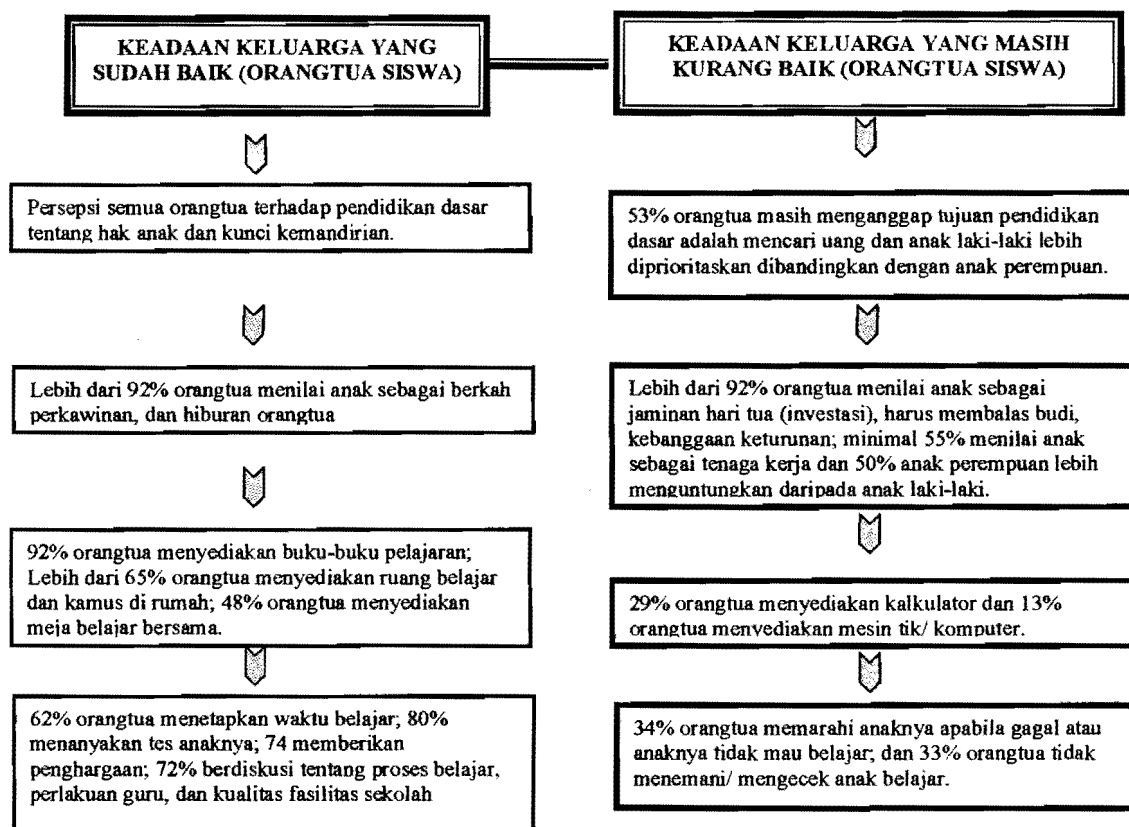 KEADAAN KELUARGA YANG
SUDAH BAIK (ORANGTUA SISWA)
KEADAAN KELUARGA YANG MASIH
KURANG BAIK (ORANGTUA SISWA)
Persepsi semua orangtua terhadap pendidikan dasar
tentang hak anak dan kunci kemandirian.
53% orangtua masih menganggap tujuan pendidikan
dasar adalah mencari uang dan anak laki-laki lebih
diprioritaskan dibandingkan dengan anak perempuan.
Lebih dari 92% orangtua menilai anak sebagai berkah
perkawinan, dan hiburan orangtua
Lebih dari 92% orangtua menilai anak sebagai
jaminan hari tua (investasi), harus membalas budi,
kebanggaan keturunan; minimal 55% menilai anak
sebagai tenaga kerja dan 50% anak perempuan lebih
menguntungkan daripada anak laki-laki.
92% orangtua menyediakan buku-buku pelajaran;
Lebih dari 65% orangtua menyediakan ruang belajar
dan kamus di rumah; 48% orangtua menyediakan
meja belajar bersama.
29% orangtua menyediakan kalkulator dan 13%
orangtua menyediakan mesin tik/ komputer.
62% orangtua menetapkan waktu belajar; 80%
menanyakan tes anaknya; 74 memberikan
penghargaan; 72% berdiskusi tentang proses belajar,
perlakuan guru, dan kualitas fasilitas sekolah
34% orangtua memarahi anaknya apabila gagal atau
anaknya tidak mau belajar; dan 33% orangtua tidak
menemani/ mengecek anak belajar.